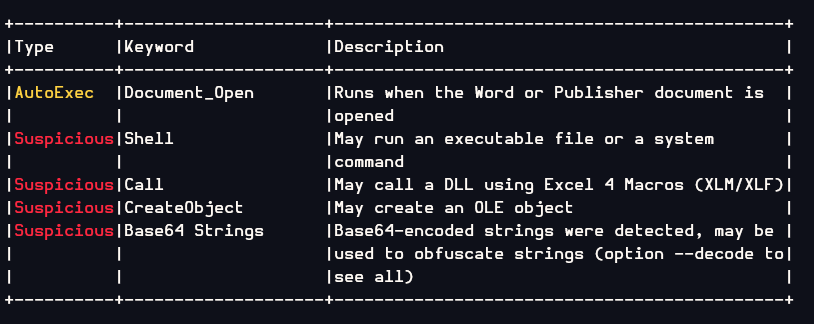 +----------+--------------------+---------------------------------------------+
|Type      |Keyword             |Description                                  |
+----------+--------------------+---------------------------------------------+
|AutoExec  |Document_Open       |Runs when the Word or Publisher document is  |
|          |                    |opened                                       |
|Suspicious|Shell               |May run an executable file or a system       |
|          |                    |command                                      |
|Suspicious|Call                |May call a DLL using Excel 4 Macros (XLM/XLF)|
|Suspicious|CreateObject        |May create an OLE object                     |
|Suspicious|Base64 Strings      |Base64-encoded strings were detected, may be |
|          |                    |used to obfuscate strings (option --decode to|
|          |                    |see all)                                     |
+----------+--------------------+---------------------------------------------+